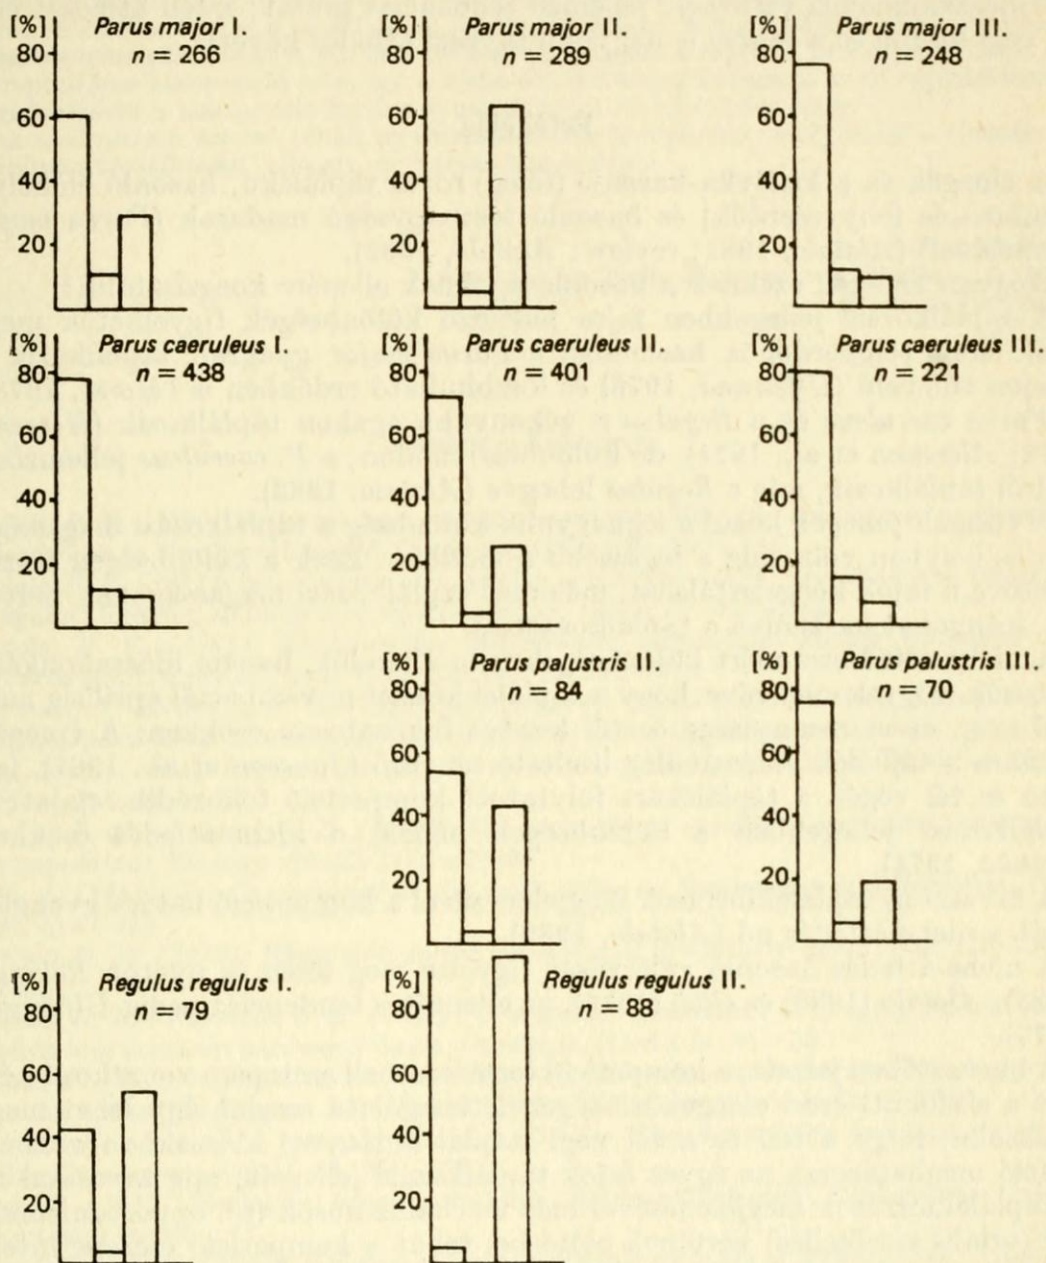 [%] Parus major I.
n = 266
80
60
40
20
[%] Parus major II.
n = 289
80
60
40
20
[%] Parus major III.
n = 248
80
60
40
20
[%] Parus caeruleus I.
n = 438
80
60
40
20
[%] Parus caeruleus II.
n = 401
80
60
40
20
[%] Parus caeruleus III.
n = 221
80
60
40
20
[%] Parus palustris II.
n = 84
80
60
40
20
[%] Parus palustris III.
n = 70
80
60
40
20
[%] Regulus regulus I.
n = 79
80
60
40
20
[%] Regulus regulus II.
n = 88
80
60
40
20